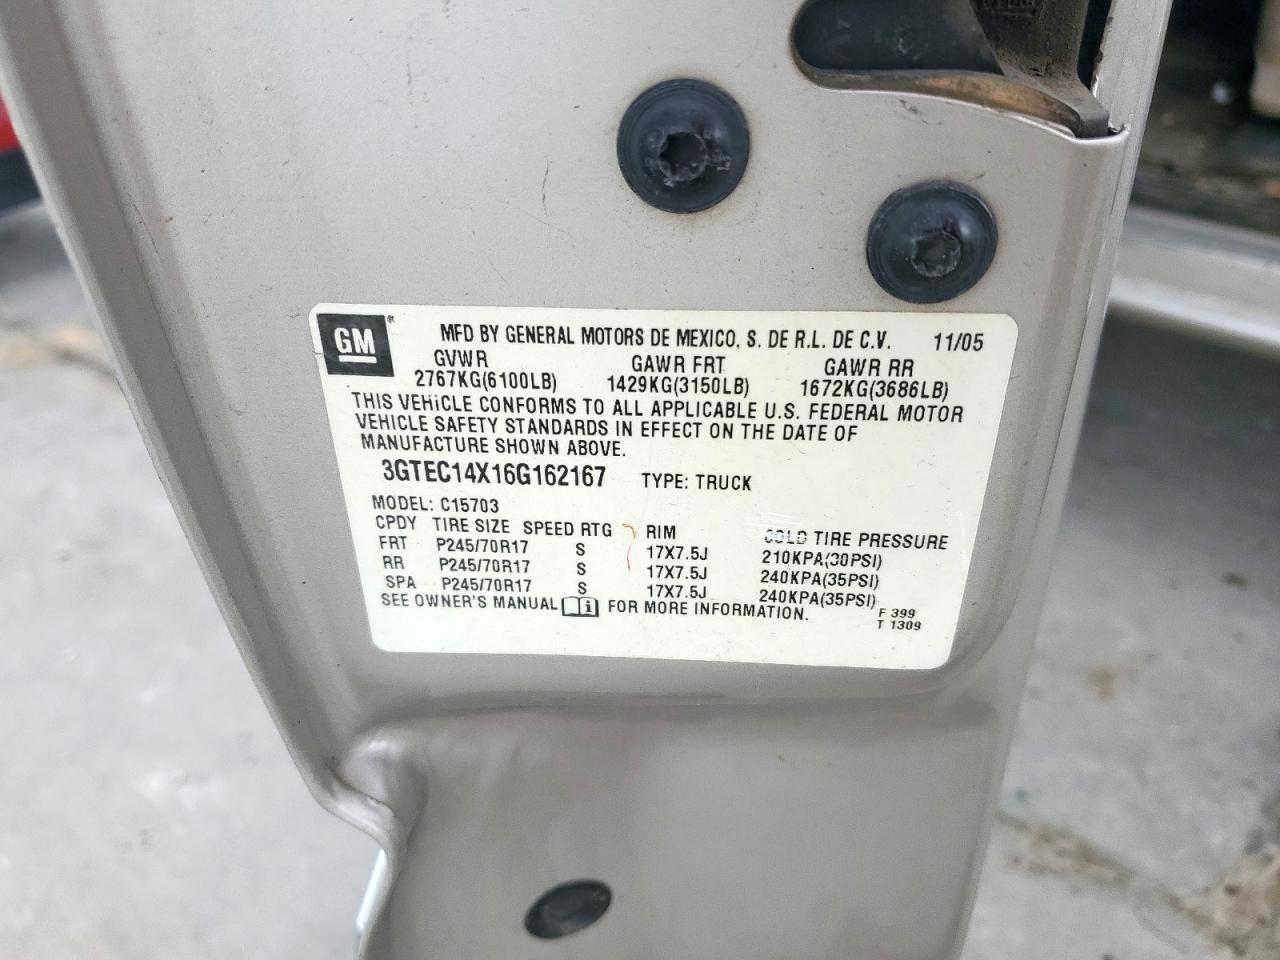 GM ® MFD BY GENERAL MOTORS DE MEXICO, S. DE R.L. DE C.V. 11/05
GVWR GAWR FRT GAWR RR
2767KG(6100LB) 1429KG(3150LB) 1672KG(3686LB)
THIS VEHICLE CONFORMS TO ALL APPLICABLE U.S. FEDERAL MOTOR
VEHICLE SAFETY STANDARDS IN EFFECT ON THE DATE OF
MANUFACTURE SHOWN ABOVE.
3GTEC14X16G162167 TYPE: TRUCK
MODEL: C15703
CPDY TIRE SIZE SPEED RTG RIM COLD TIRE PRESSURE
FRT P245/70R17 S 17X7.5J 210KPA(30PSI)
RR P245/70R17 S 17X7.5J 240KPA(35PSI)
SPA P245/70R17 S 17X7.5J 240KPA(35PSI)
SEE OWNER'S MANUAL i FOR MORE INFORMATION. F 399
T 1309